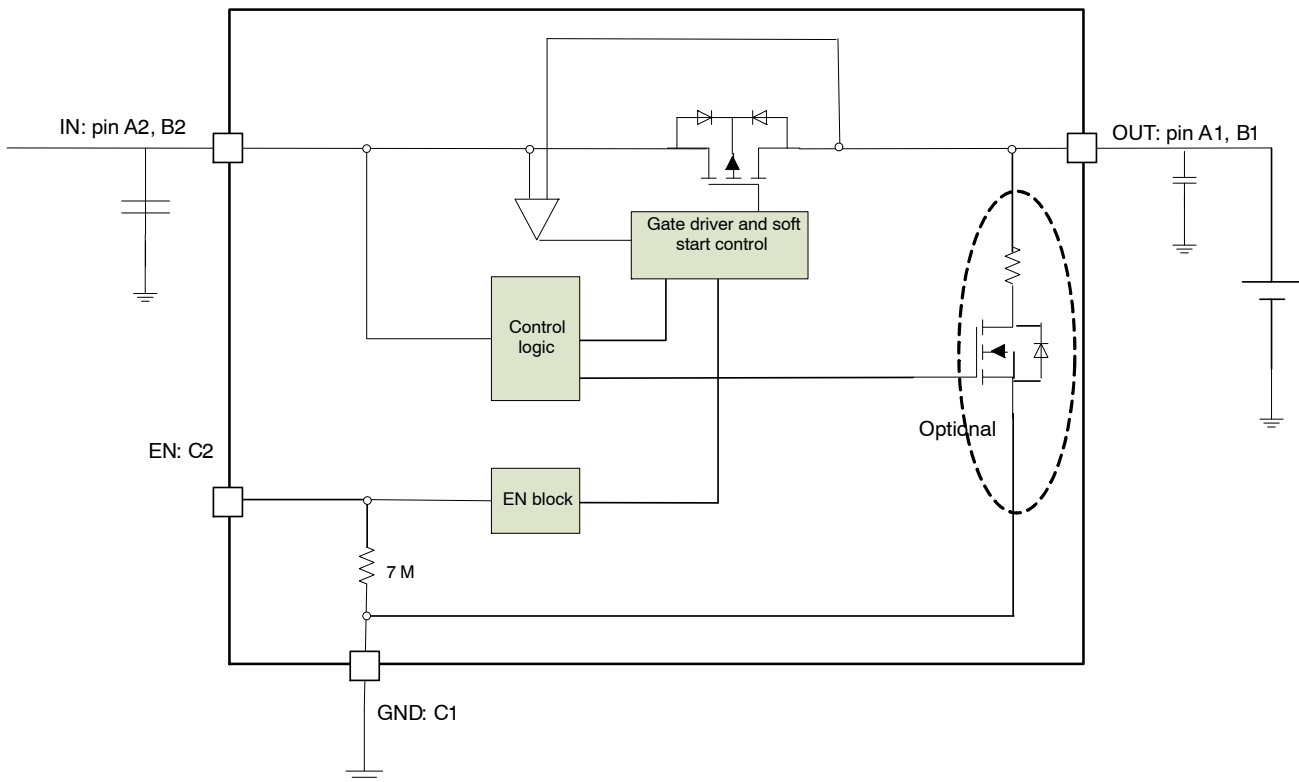 IN: pin A2, B2
OUT: pin A1, B1
Gate driver and soft
start control
Control
logic
Optional
EN: C2
EN block
7 M
GND: C1